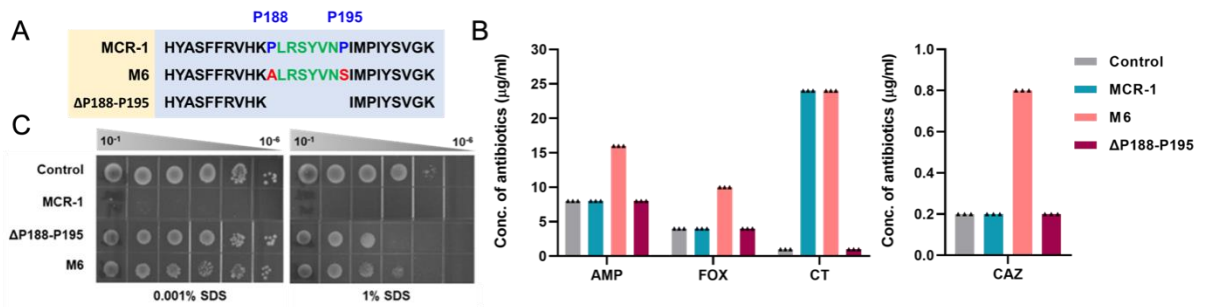 A
P188 P195
MCR-1 HYASFFRVHKPLRSYVNPIMPIYSVGK
M6 HYASFFRVHKALRSYVNSIMPIYSVGK
ΔP188-P195 HYASFFRVHK IMPIYSVGK
B
Conc. of antibiotics (μg/ml)
30
25
20
15
10
5
0
AMP FOX CT
Conc. of antibiotics (μg/ml)
1.0
0.8
0.6
0.4
0.2
0.0
CAZ
Control
MCR-1
M6
ΔP188-P195
C
10-1 10-6 10-1 10-6
Control
MCR-1
ΔP188-P195
M6
0.001% SDS 1% SDS